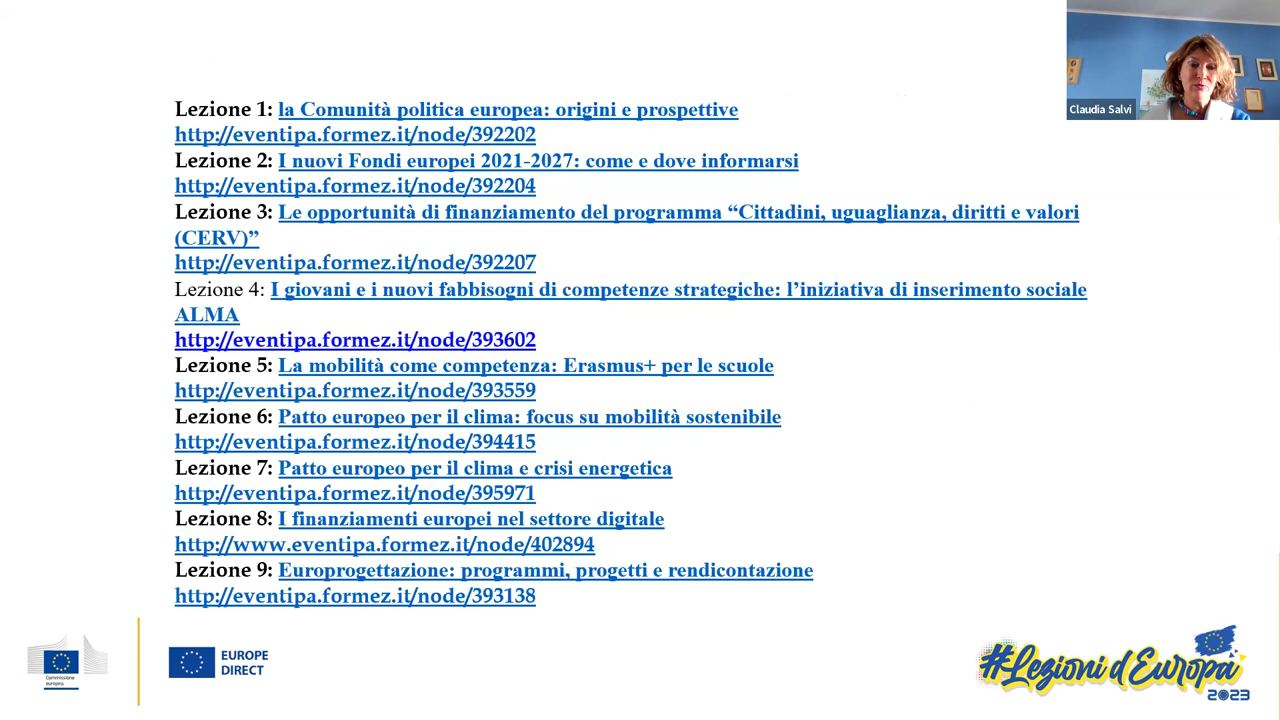 Claudia Salvi
Lezione 1: la Comunità politica europea: origini e prospettive
http://eventipa.formez.it/node/392202
Lezione 2: I nuovi Fondi europei 2021-2027: come e dove informarsi
http://eventipa.formez.it/node/392204
Lezione 3: Le opportunità di finanziamento del programma “Cittadini, uguaglianza, diritti e valori
(CERV)”
http://eventipa.formez.it/node/392207
Lezione 4: I giovani e i nuovi fabbisogni di competenze strategiche: l’iniziativa di inserimento sociale
ALMA
http://eventipa.formez.it/node/393602
Lezione 5: La mobilità come competenza: Erasmus+ per le scuole
http://eventipa.formez.it/node/393559
Lezione 6: Patto europeo per il clima: focus su mobilità sostenibile
http://eventipa.formez.it/node/394415
Lezione 7: Patto europeo per il clima e crisi energetica
http://eventipa.formez.it/node/395971
Lezione 8: I finanziamenti europei nel settore digitale
http://www.eventipa.formez.it/node/402894
Lezione 9: Europrogettazione: programmi, progetti e rendicontazione
http://eventipa.formez.it/node/393138
Commissione
europea
EUROPE
DIRECT
#Lezioni d'Europa
2023